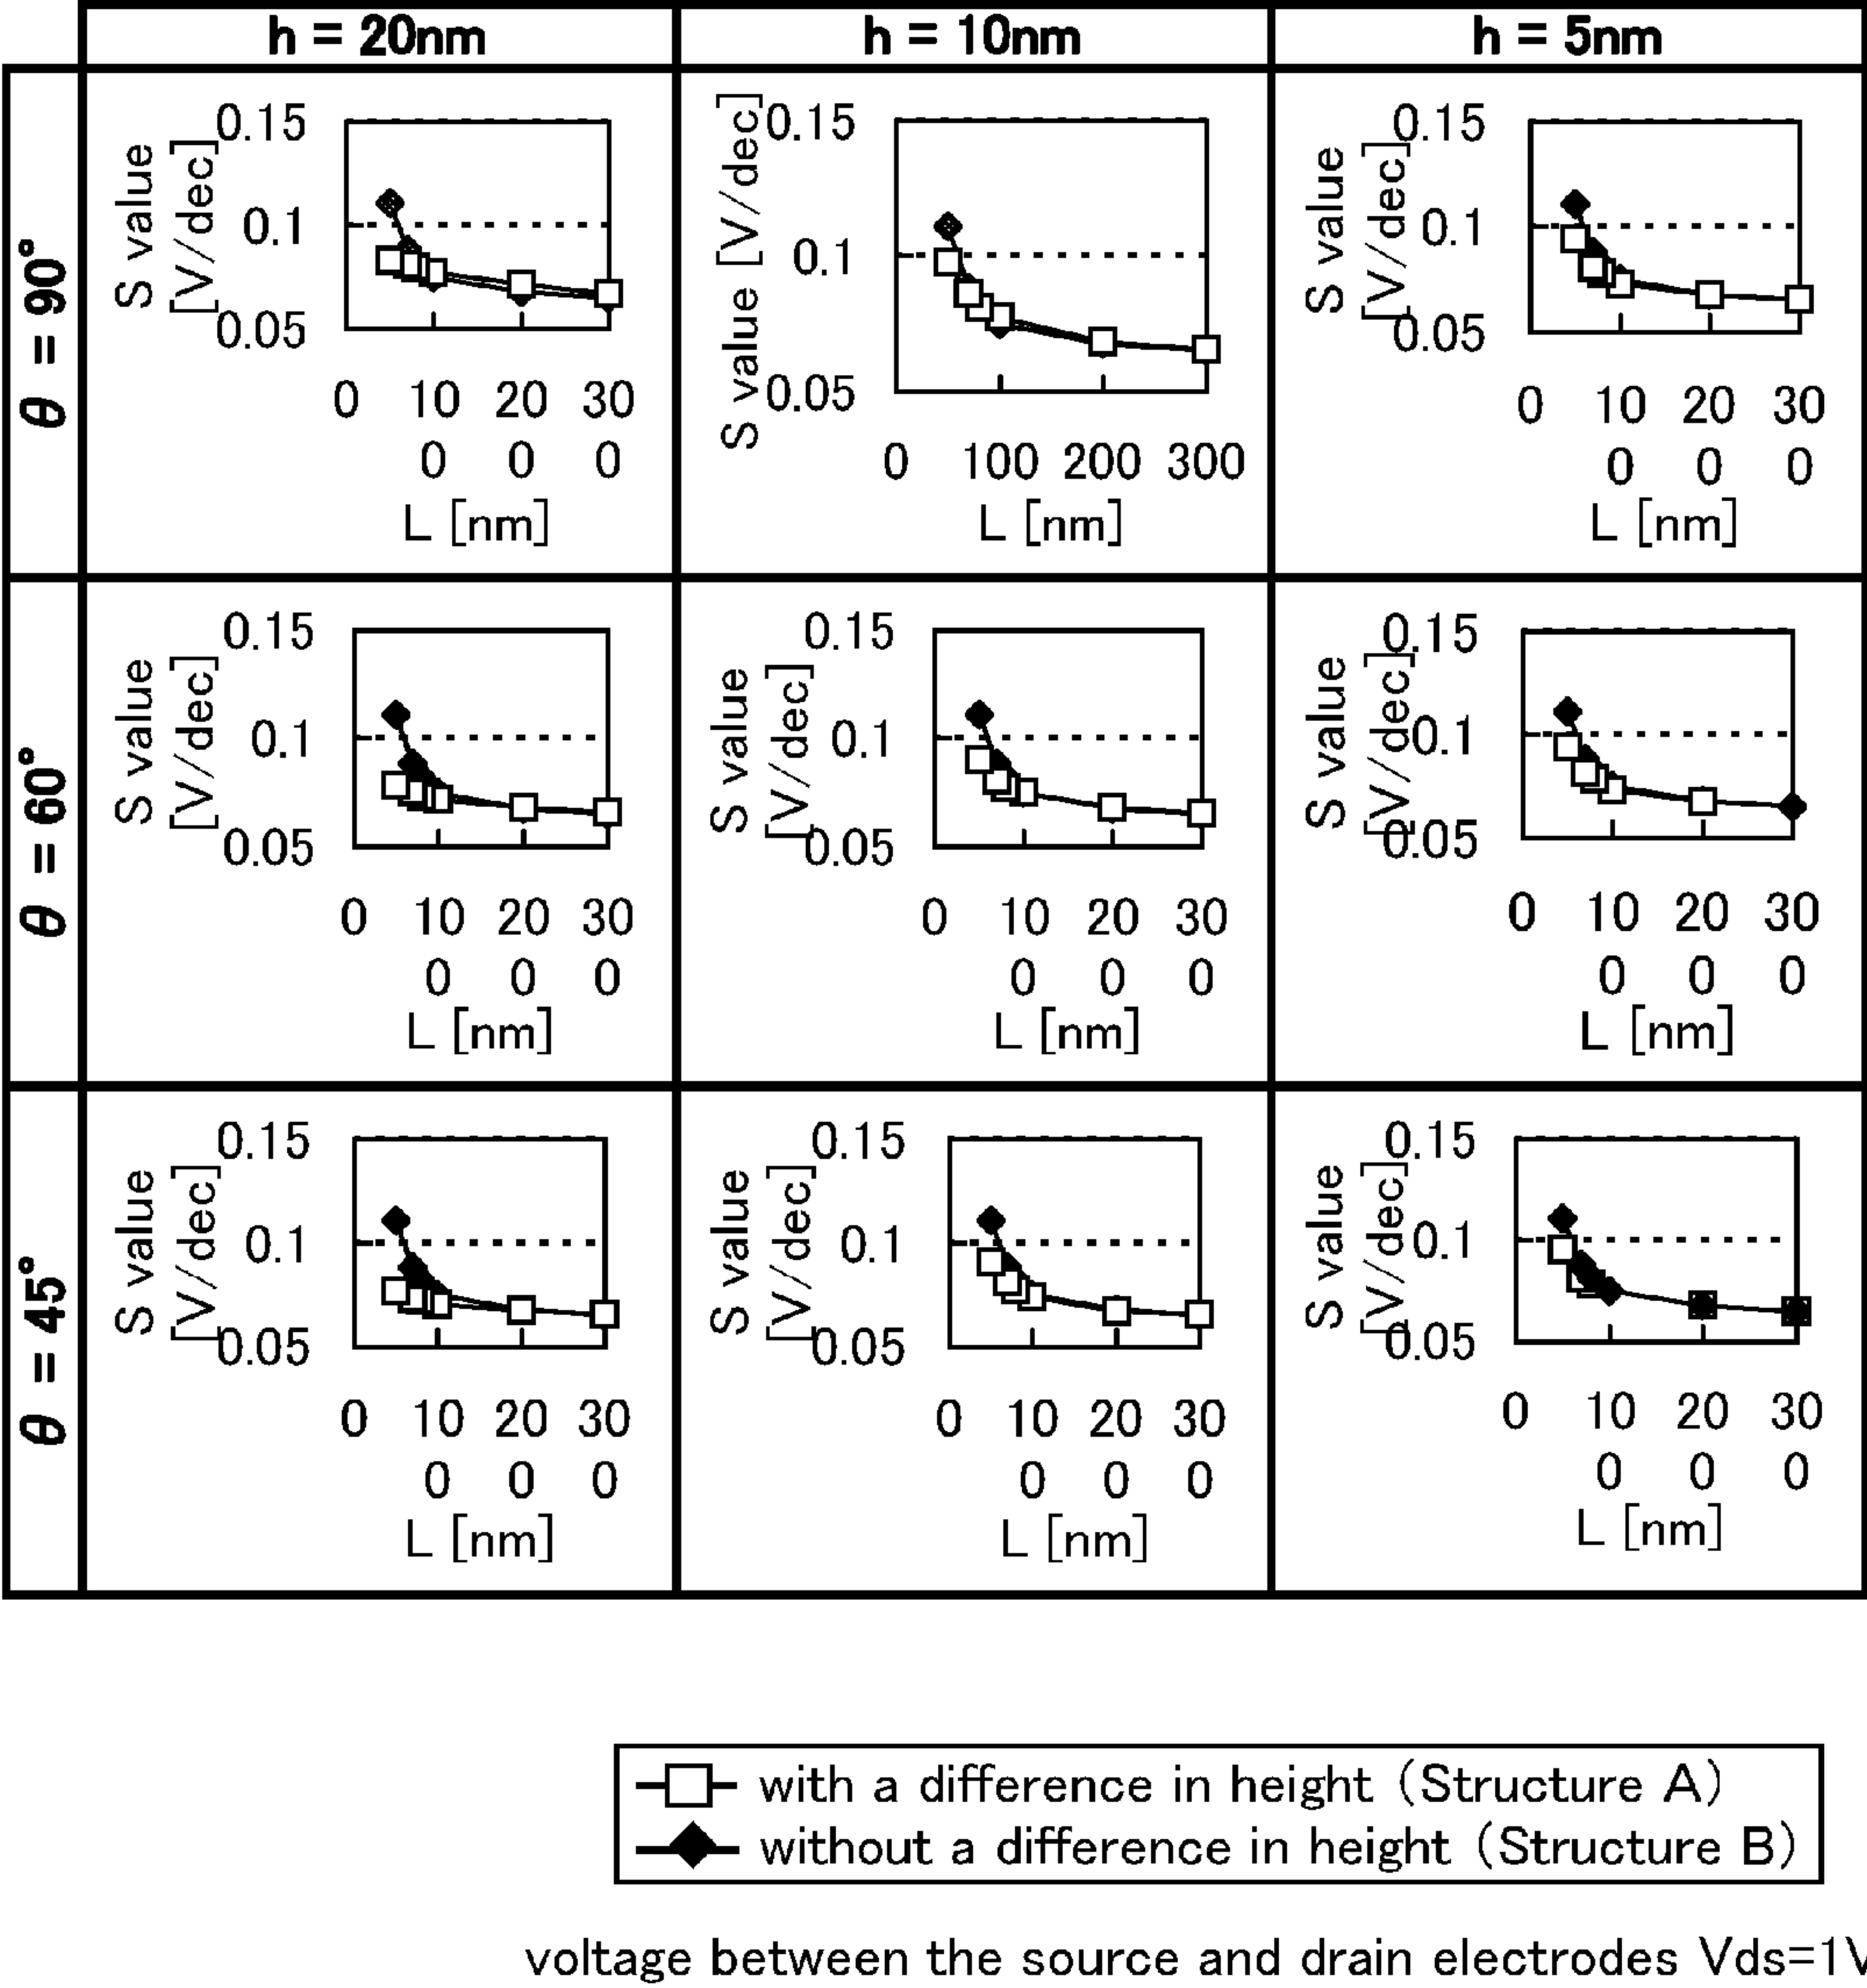 h = 20nm
h = 10nm
h = 5nm
θ = 90°
S value
[V/dec]
0.15
0.1
0.05
0 10 20 30
0 0 0
L [nm]
S value [V/dec]
0.15
0.1
0.05
0 100 200 300
L [nm]
S value
[V/dec]
0.15
0.1
0.05
0 10 20 30
0 0 0
L [nm]
θ = 60°
S value
[V/dec]
0.15
0.1
0.05
0 10 20 30
0 0 0
L [nm]
S value
[V/dec]
0.15
0.1
0.05
0 10 20 30
0 0 0
L [nm]
S value
[V/dec]
0.15
0.1
0.05
0 10 20 30
0 0 0
L [nm]
θ = 45°
S value
[V/dec]
0.15
0.1
0.05
0 10 20 30
0 0 0
L [nm]
S value
[V/dec]
0.15
0.1
0.05
0 10 20 30
0 0 0
L [nm]
S value
[V/dec]
0.15
0.1
0.05
0 10 20 30
0 0 0
L [nm]
with a difference in height (Structure A)
without a difference in height (Structure B)
voltage between the source and drain electrodes Vds=1V